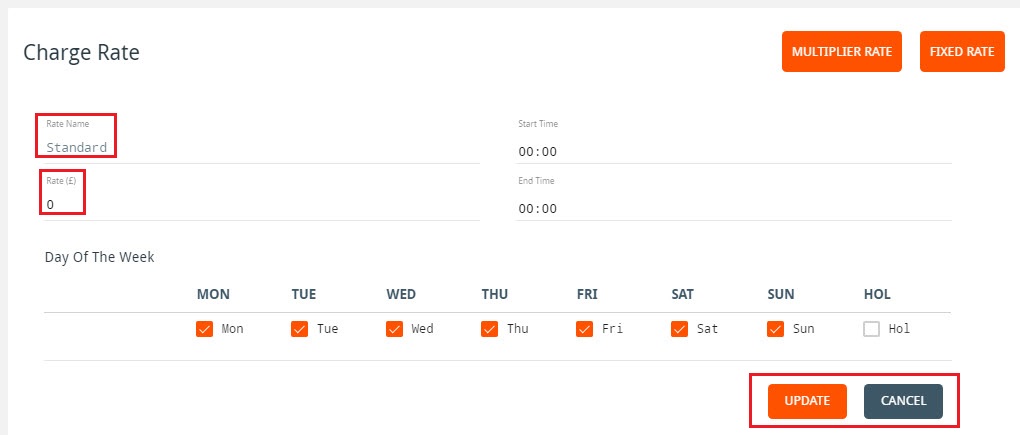 Charge Rate
MULTIPLIER RATE
FIXED RATE
Rate Name
Standard
Start Time
00:00
Rate (£)
0
End Time
00:00
Day Of The Week
MON TUE WED THU FRI SAT SUN HOL
Mon Tue Wed Thu Fri Sat Sun Hol
UPDATE
CANCEL